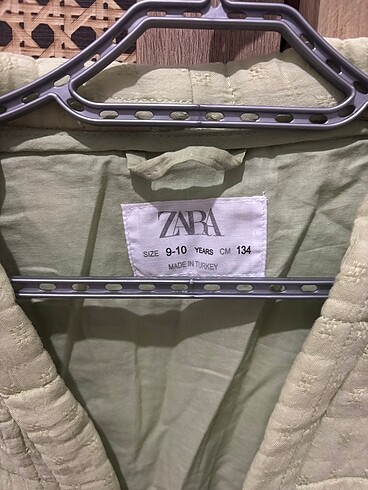 ZARA
SIZE 9-10 YEARS CM 134
MADE IN TURKEY